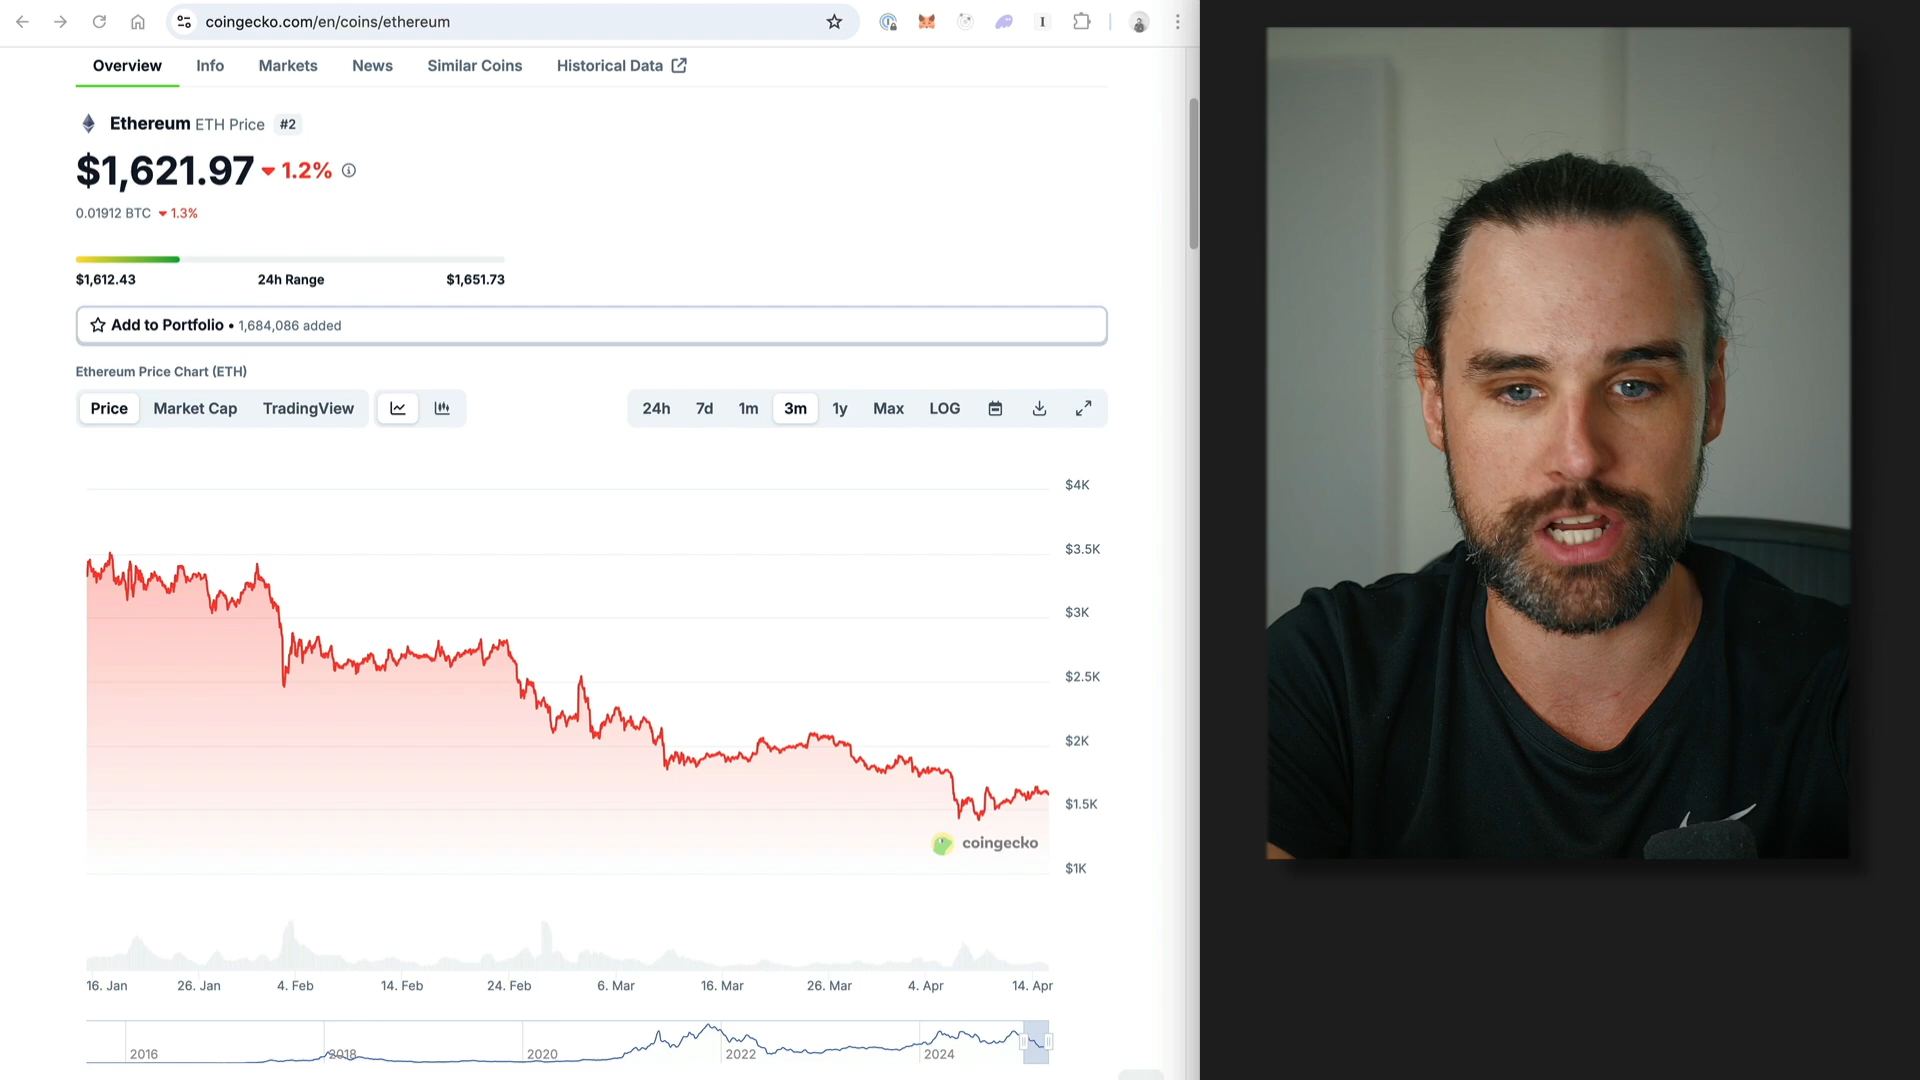 coingecko.com/en/coins/ethereum
Overview Info Markets News Similar Coins Historical Data
Ethereum ETH Price #2
$1,621.97 1.2%
0.01912 BTC 1.3%
$1,612.43 24h Range $1,651.73
Add to Portfolio • 1,684,086 added
Ethereum Price Chart (ETH)
Price Market Cap TradingView 24h 7d 1m 3m 1y Max LOG
$4K
$3.5K
$3K
$2.5K
$2K
$1.5K
coingecko
$1K
16. Jan 26. Jan 4. Feb 14. Feb 24. Feb 6. Mar 16. Mar 26. Mar 4. Apr 14. Apr
2016 2018 2020 2022 2024